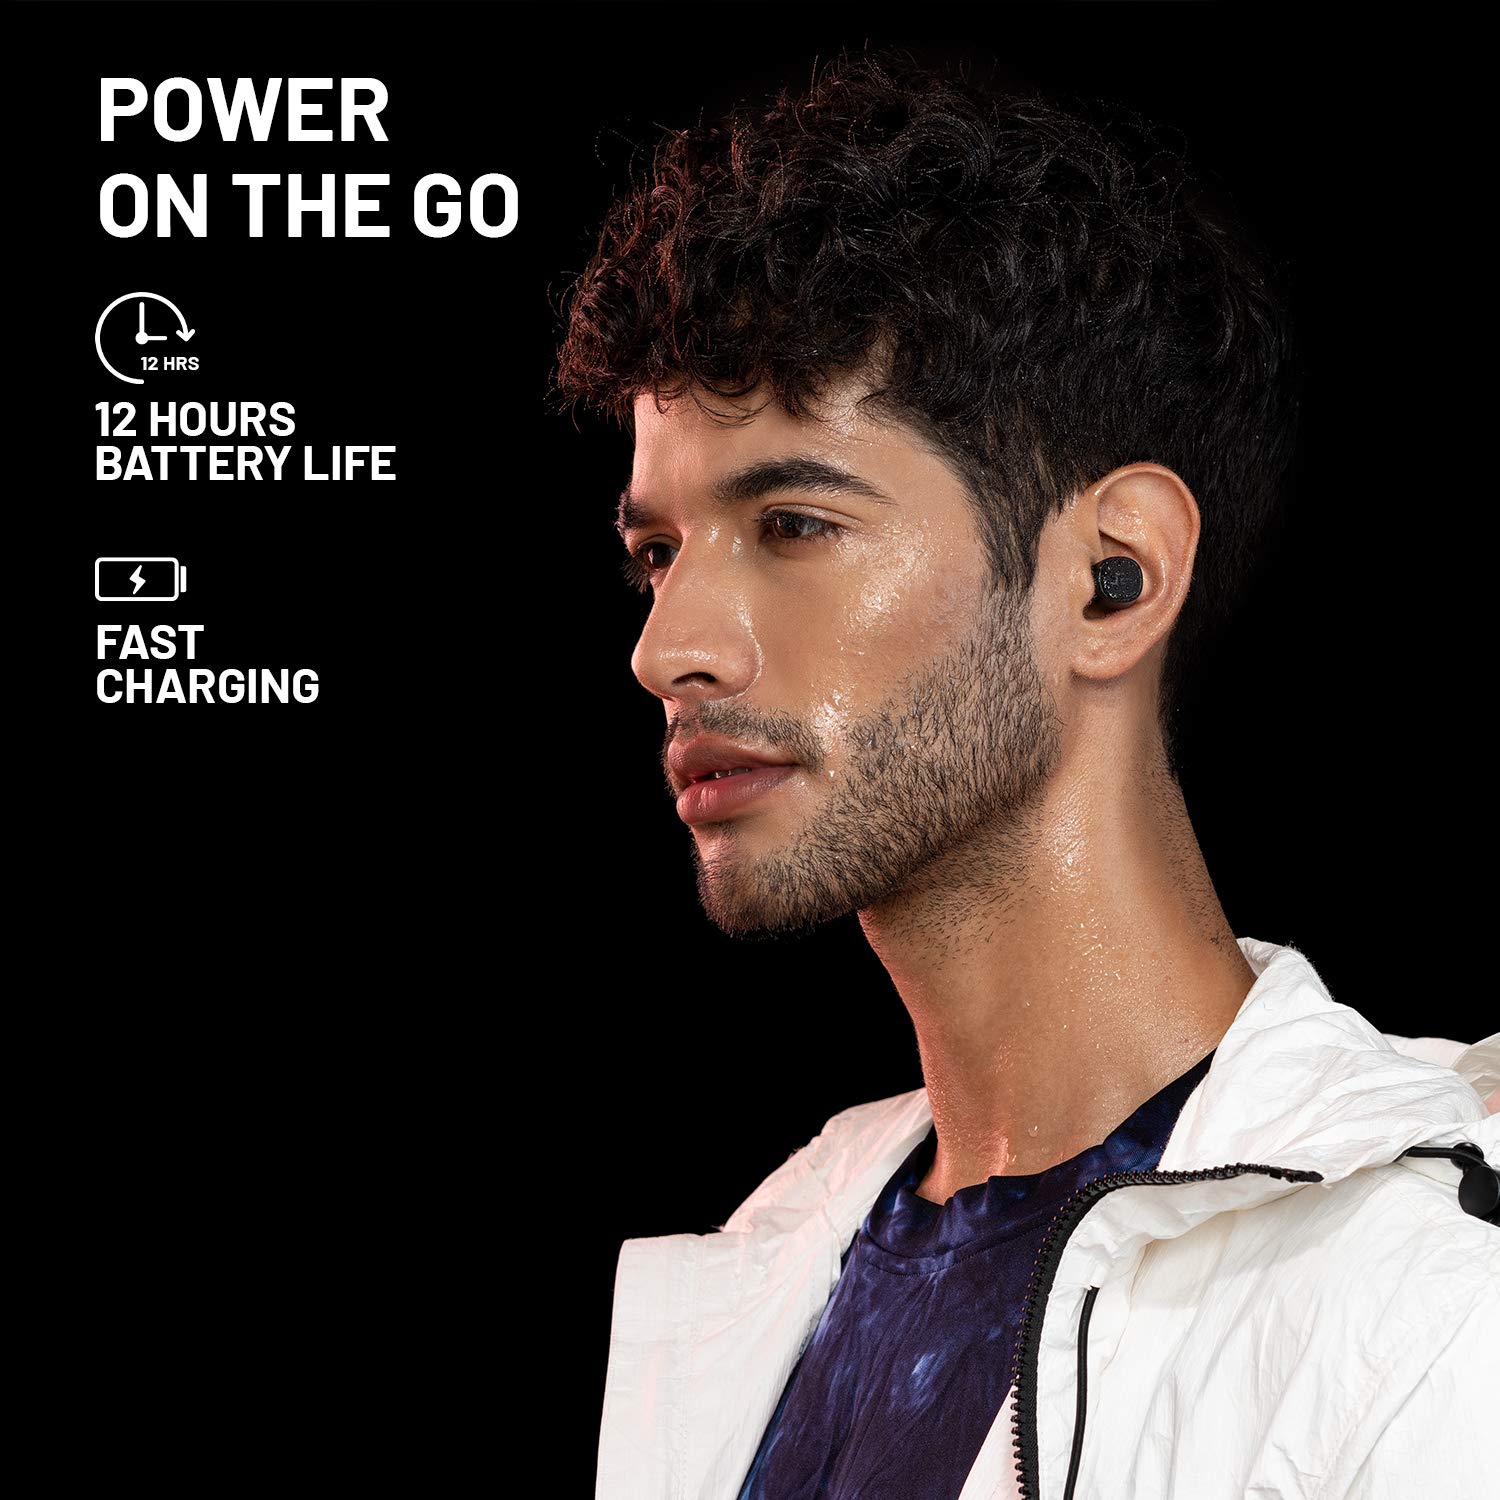 POWER
ON THE GO
12 HRS
12 HOURS
BATTERY LIFE
FAST
CHARGING